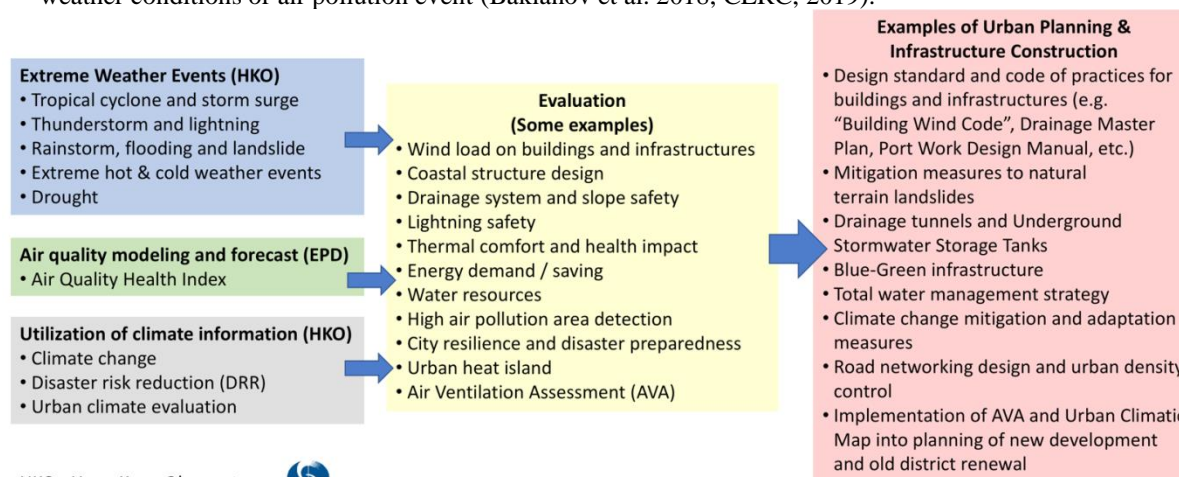 weather conditions or air pollution event (Baklanov et al. 2018; CERC, 2019).
Extreme Weather Events (HKO)
• Tropical cyclone and storm surge
• Thunderstorm and lightning
• Rainstorm, flooding and landslide
• Extreme hot & cold weather events
• Drought
Air quality modeling and forecast (EPD)
• Air Quality Health Index
Utilization of climate information (HKO)
• Climate change
• Disaster risk reduction (DRR)
• Urban climate evaluation
Evaluation
(Some examples)
• Wind load on buildings and infrastructures
• Coastal structure design
• Drainage system and slope safety
• Lightning safety
• Thermal comfort and health impact
• Energy demand / saving
• Water resources
• High air pollution area detection
• City resilience and disaster preparedness
• Urban heat island
• Air Ventilation Assessment (AVA)
Examples of Urban Planning &
Infrastructure Construction
• Design standard and code of practices for
buildings and infrastructures (e.g.
“Building Wind Code”, Drainage Master
Plan, Port Work Design Manual, etc.)
• Mitigation measures to natural
terrain landslides
• Drainage tunnels and Underground
Stormwater Storage Tanks
• Blue-Green infrastructure
• Total water management strategy
• Climate change mitigation and adaptation
measures
• Road networking design and urban density
control
• Implementation of AVA and Urban Climatic
Map into planning of new development
and old district renewal